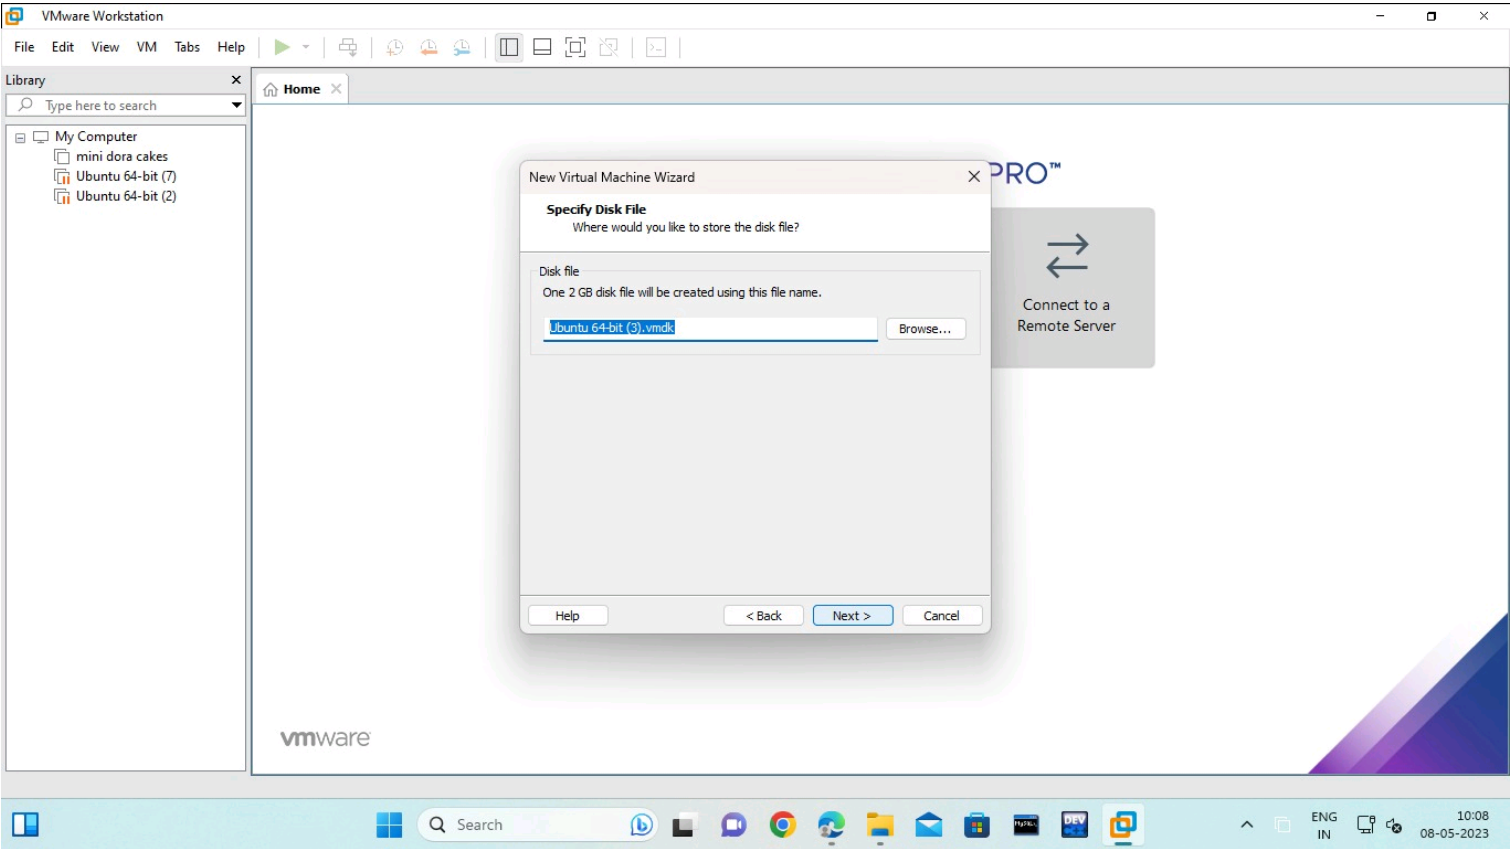 VMware Workstation
File Edit View VM Tabs Help
Library
Type here to search
Home
My Computer
mini dora cakes
Ubuntu 64-bit (7)
Ubuntu 64-bit (2)
PRO™
New Virtual Machine Wizard
Specify Disk File
Where would you like to store the disk file?
Disk file
One 2 GB disk file will be created using this file name.
Ubuntu 64-bit (3).vmdk
Browse...
Connect to a
Remote Server
Help
< Back
Next >
Cancel
vmware
Search
MySQL
DEV
ENG
IN
10:08
08-05-2023